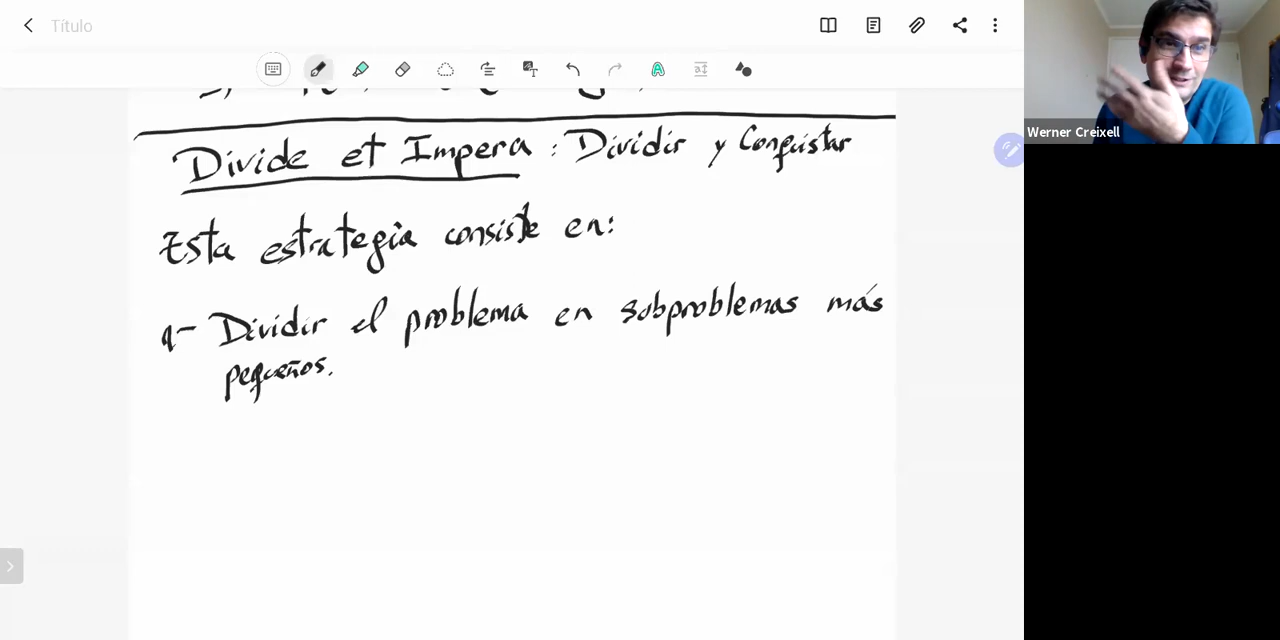 Título
Werner Creixell
Divide et Impera : Dividir y Conquistar
Esta estrategia consiste en:
a- Dividir el problema en subproblemas más
pequeños.